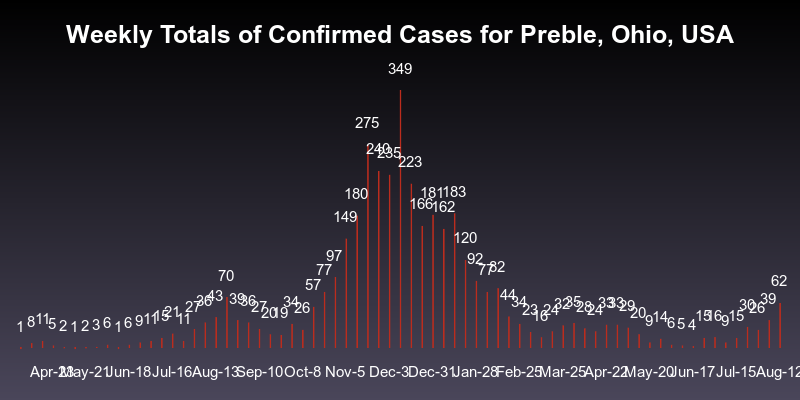 Weekly Totals of Confirmed Cases for Preble, Ohio, USA
1 8 11 5 2 1 2 3 6 1 6 9 11 15 21 11 27 36 43 70 39 36 27 20 19 34 26 57 77 97 149 180 275 240 235 349 223 166 181 162 183 120 92 77 82 44 34 23 16 24 32 35 28 24 33 33 29 20 9 14 6 5 4 15 16 9 15 30 26 39 62
Apr-23 May-21 Jun-18 Jul-16 Aug-13 Sep-10 Oct-8 Nov-5 Dec-3 Dec-31 Jan-28 Feb-25 Mar-25 Apr-22 May-20 Jun-17 Jul-15 Aug-12